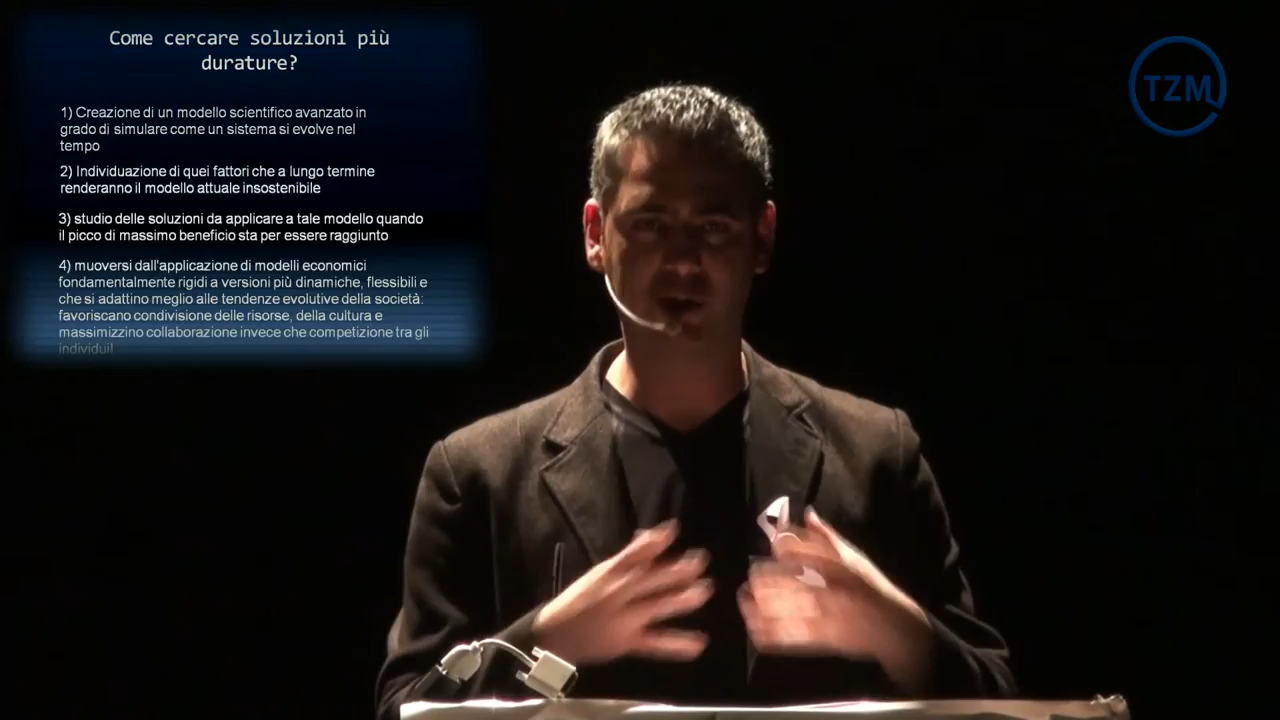 Come cercare soluzioni più
durature?
1) Creazione di un modello scientifico avanzato in
grado di simulare come un sistema si evolve nel
tempo
2) Individuazione di quei fattori che a lungo termine
renderanno il modello attuale insostenibile
3) studio delle soluzioni da applicare a tale modello quando
il picco di massimo beneficio sta per essere raggiunto
4) muoversi dall'applicazione di modelli economici
fondamentalmente rigidi a versioni più dinamiche, flessibili e
che si adattino meglio alle tendenze evolutive della società:
favoriscano condivisione delle risorse, della cultura e
massimizzino collaborazione invece che competizione tra gli
individui!
TZM